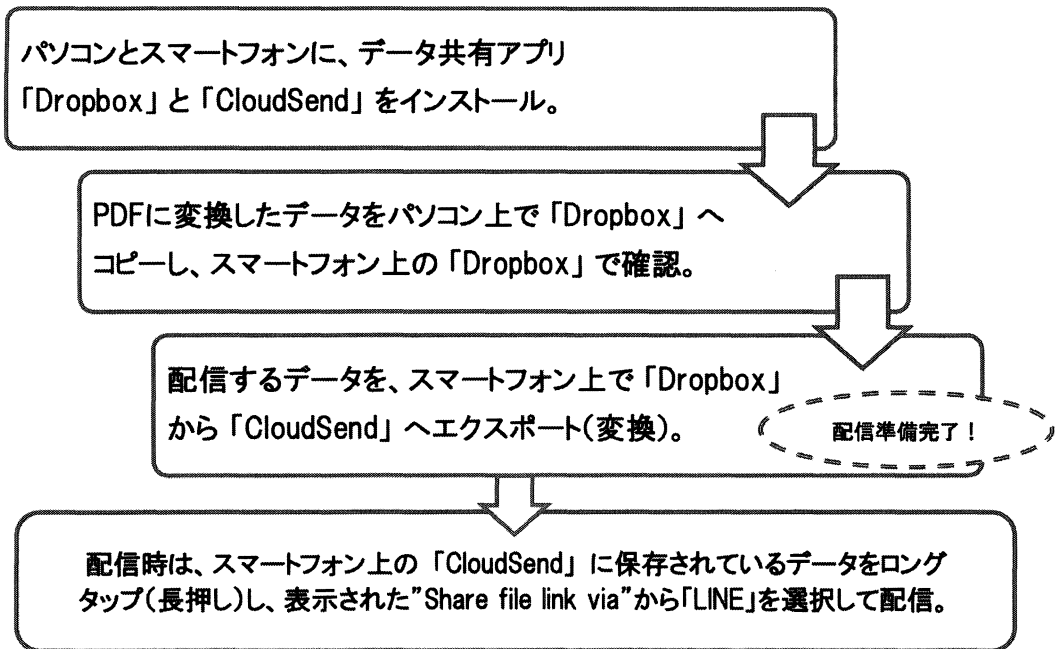 パソコンとスマートフォンに、データ共有アプリ
「Dropbox」と「CloudSend」をインストール。
PDFに変換したデータをパソコン上で「Dropbox」へ
コピーし、スマートフォン上の「Dropbox」で確認。
配信するデータを、スマートフォン上で「Dropbox」
から「CloudSend」へエクスポート(変換)。
配信準備完了！
配信時は、スマートフォン上の「CloudSend」に保存されているデータをロング
タップ(長押し)し、表示された”Share file link via”から「LINE」を選択して配信。